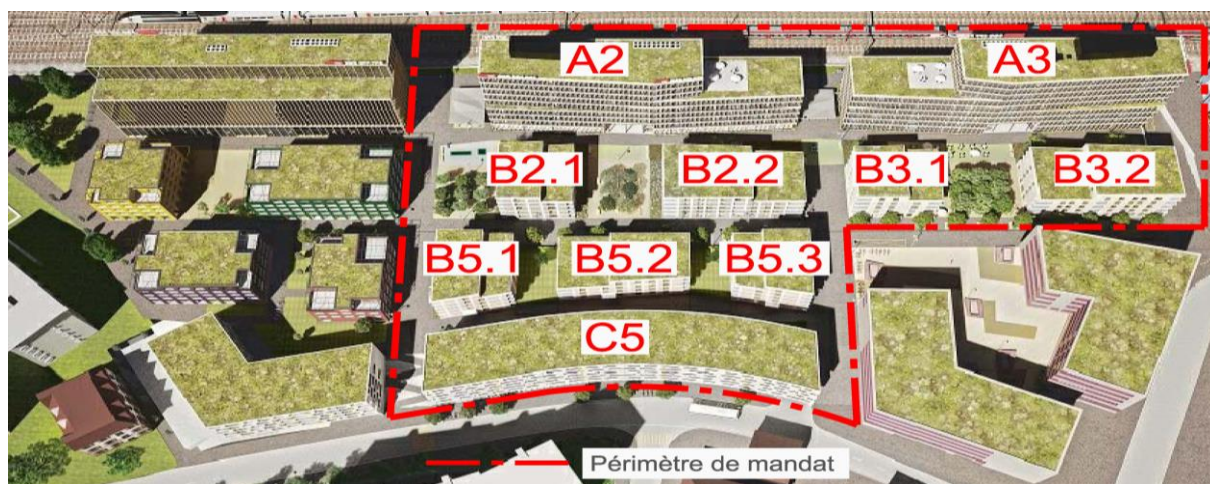 A2
A3
B2.1
B2.2
B3.1
B3.2
B5.1
B5.2
B5.3
C5
Périmètre de mandat